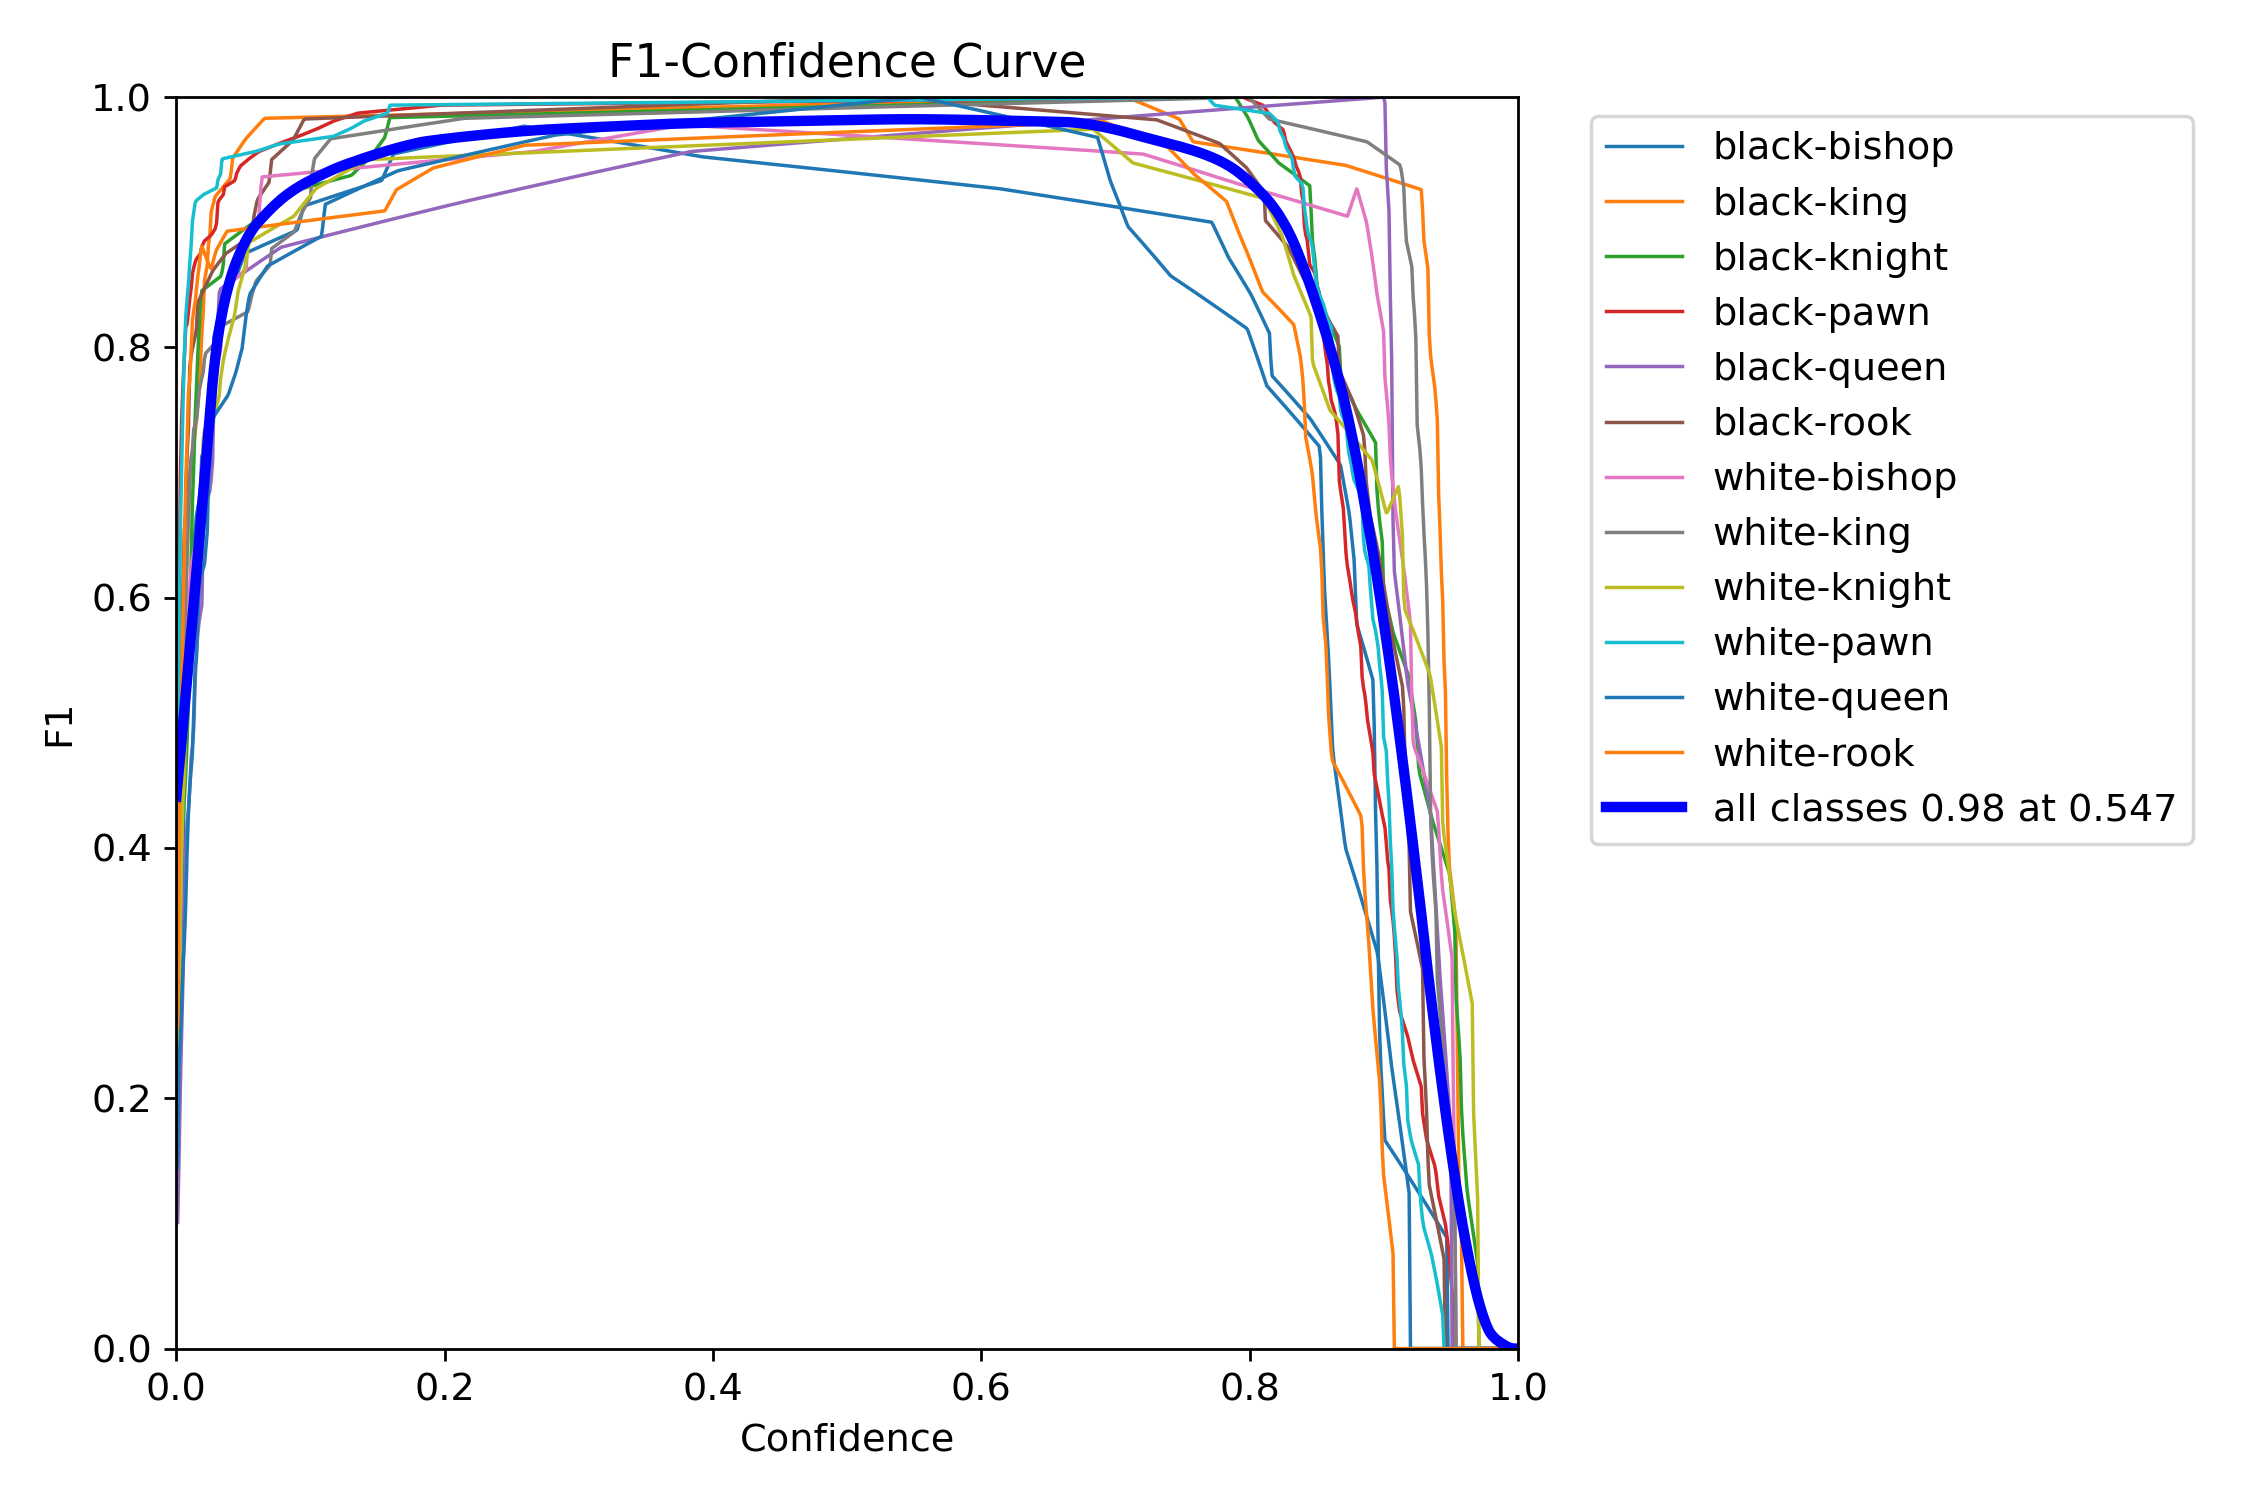 F1-Confidence Curve
1.0
0.8
0.6
0.4
0.2
0.0
F1
0.0 0.2 0.4 0.6 0.8 1.0
Confidence
black-bishop
black-king
black-knight
black-pawn
black-queen
black-rook
white-bishop
white-king
white-knight
white-pawn
white-queen
white-rook
all classes 0.98 at 0.547